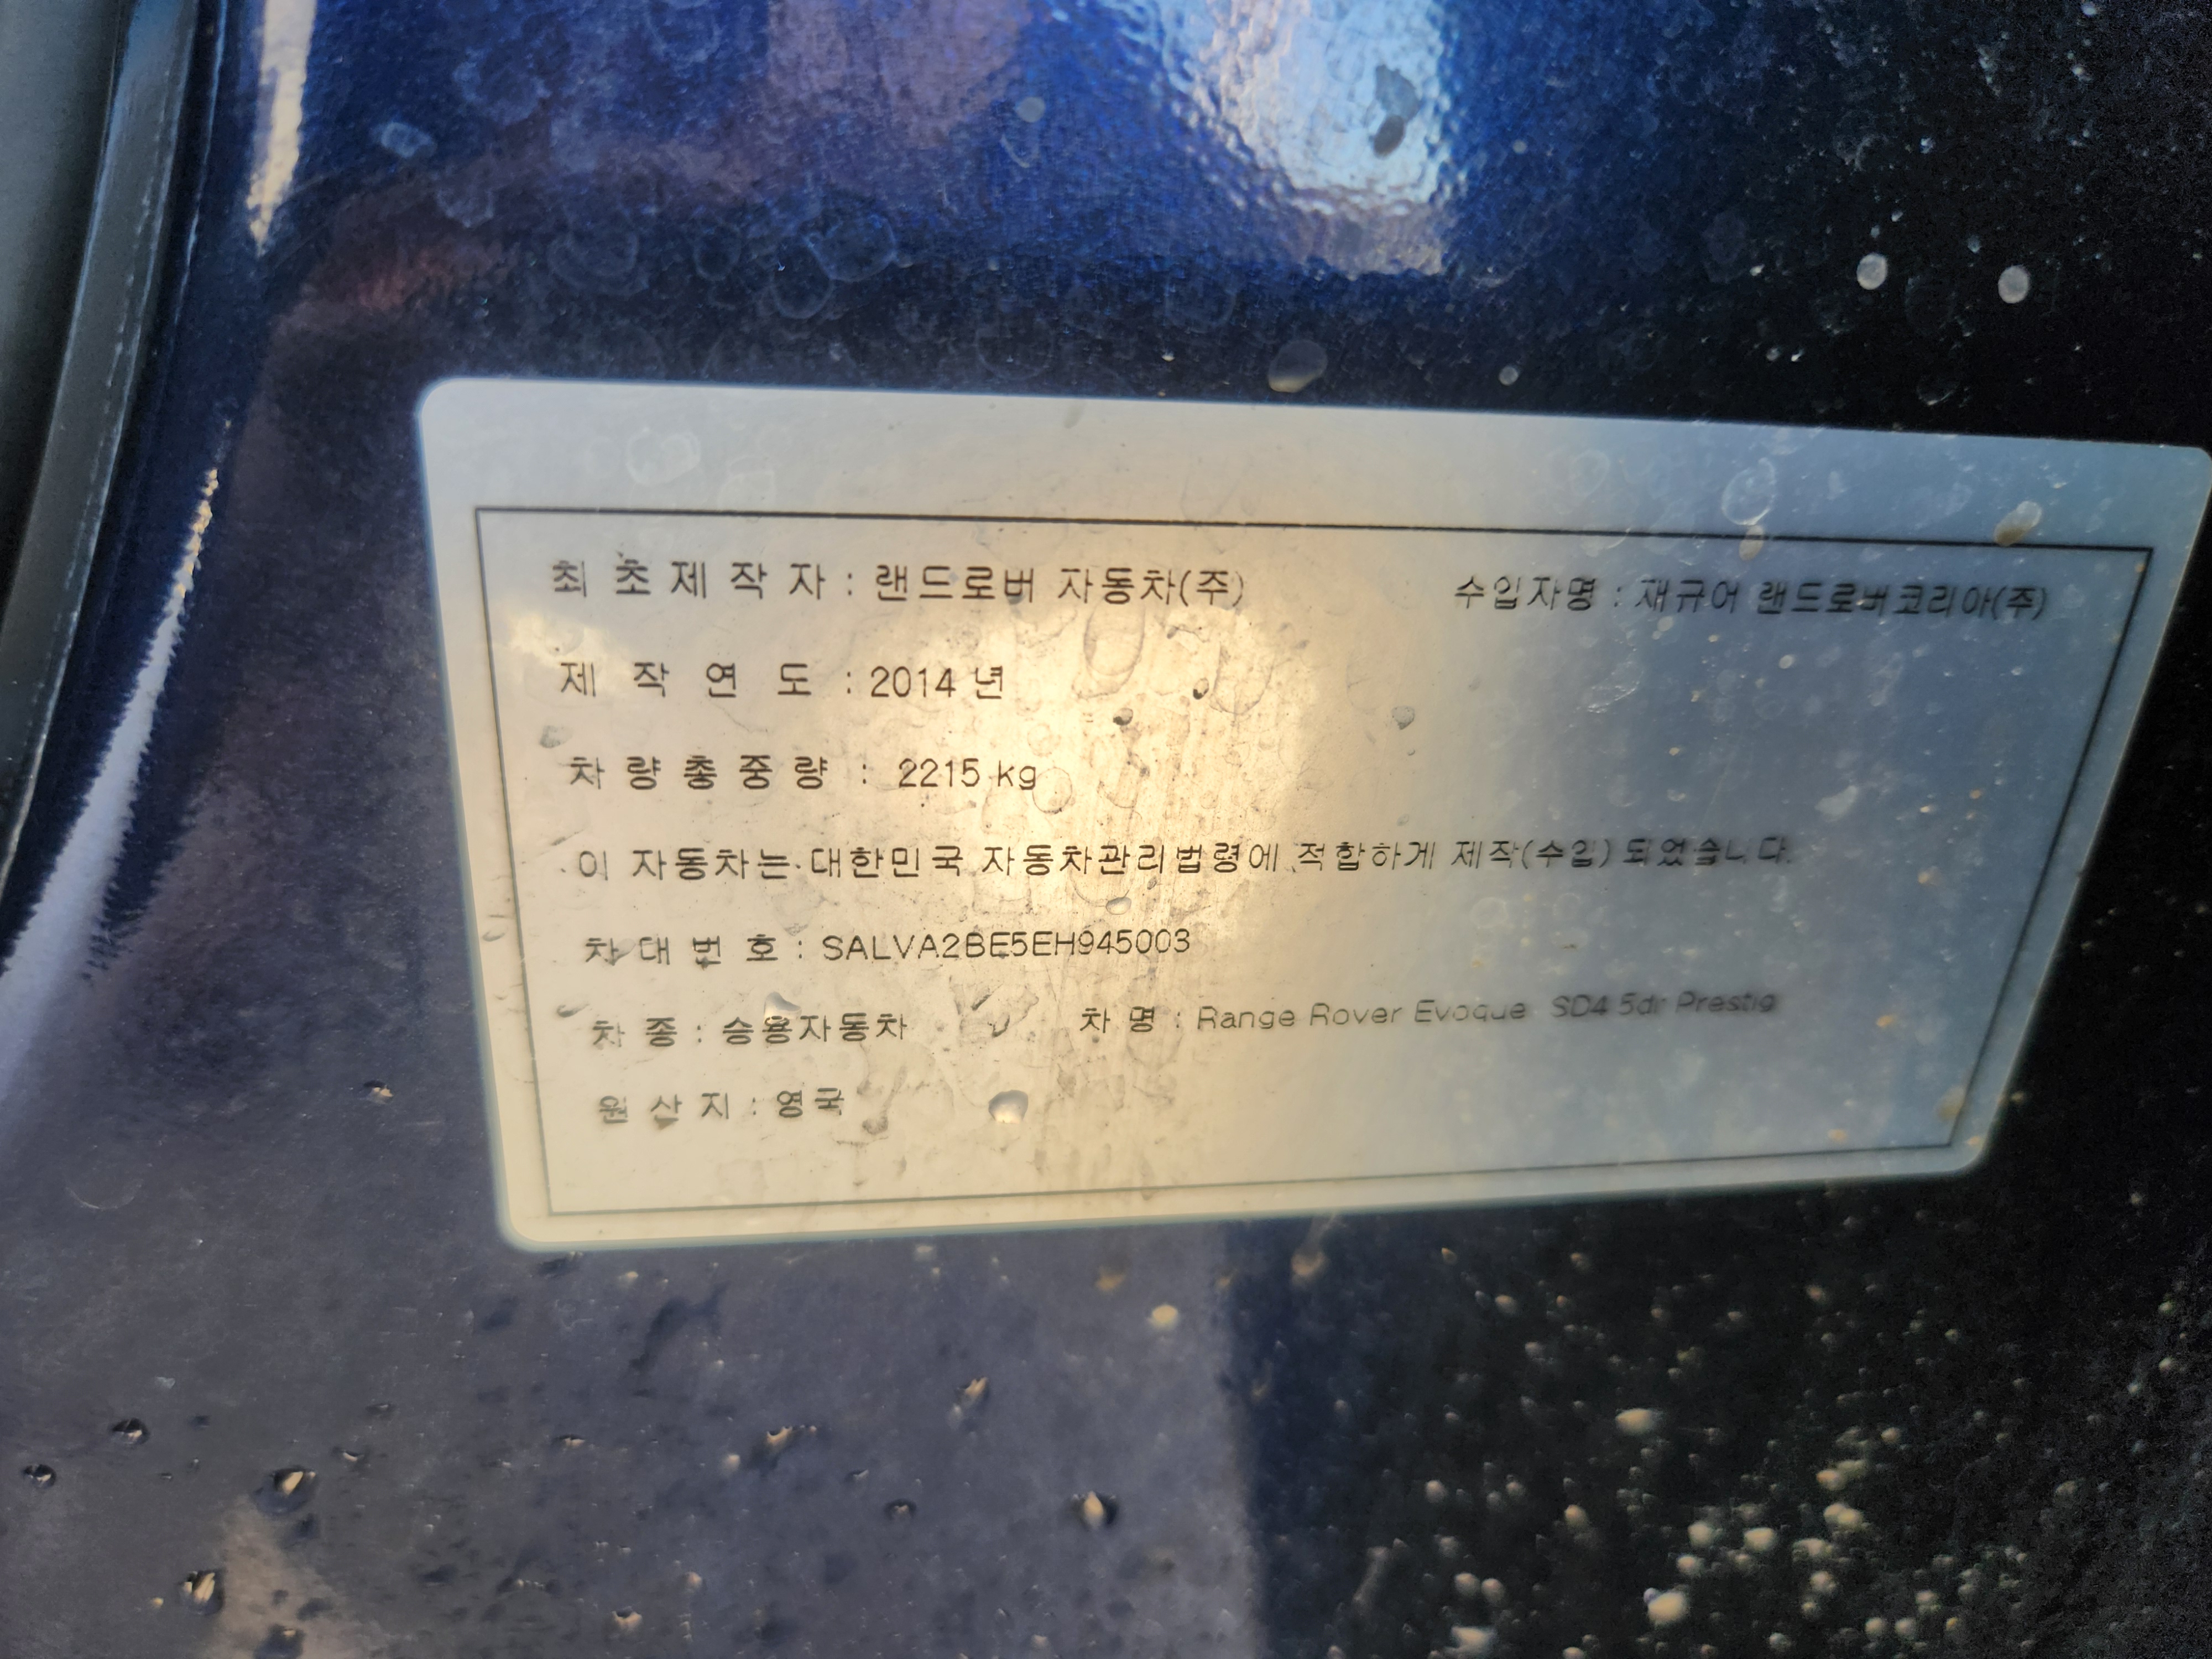 최 초 제 작 자 : 랜드로버 자동차(주) 수입자명 : 재규어 랜드로버코리아(주)
제 작 연 도 : 2014 년
차 량 총 중 량 : 2215 kg
이 자동차는 대한민국 자동차관리법령에 적합하게 제작(수입) 되었습니다.
차 대 번 호 : SALVA2BE5EH945003
차 종 : 승용자동차 차 명 : Range Rover Evoque SD4 5dr Prestig
원 산 지 : 영국